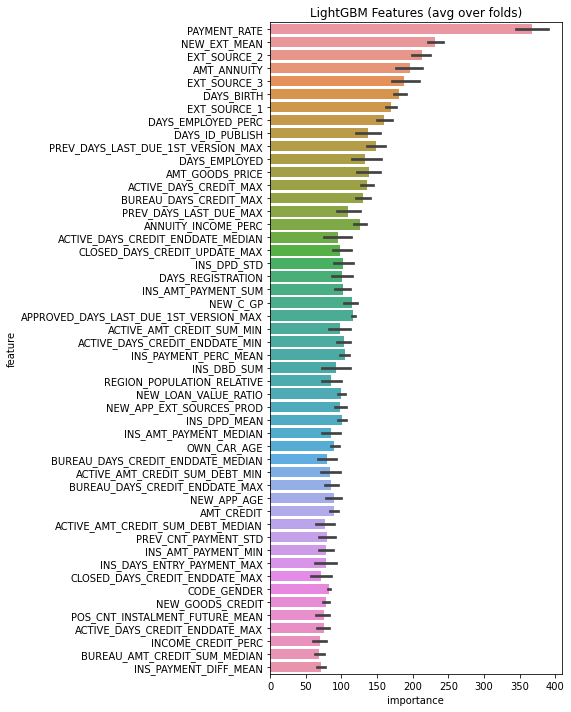 LightGBM Features (avg over folds)
PAYMENT_RATE
NEW_EXT_MEAN
EXT_SOURCE_2
AMT_ANNUITY
EXT_SOURCE_3
DAYS_BIRTH
EXT_SOURCE_1
DAYS_EMPLOYED_PERC
DAYS_ID_PUBLISH
PREV_DAYS_LAST_DUE_1ST_VERSION_MAX
DAYS_EMPLOYED
AMT_GOODS_PRICE
ACTIVE_DAYS_CREDIT_MAX
BUREAU_DAYS_CREDIT_MAX
PREV_DAYS_LAST_DUE_MAX
ANNUITY_INCOME_PERC
ACTIVE_DAYS_CREDIT_ENDDATE_MEDIAN
CLOSED_DAYS_CREDIT_UPDATE_MAX
INS_DPD_STD
DAYS_REGISTRATION
INS_AMT_PAYMENT_SUM
NEW_C_GP
APPROVED_DAYS_LAST_DUE_1ST_VERSION_MAX
ACTIVE_AMT_CREDIT_SUM_MIN
ACTIVE_DAYS_CREDIT_ENDDATE_MIN
INS_PAYMENT_PERC_MEAN
INS_DBD_SUM
REGION_POPULATION_RELATIVE
NEW_LOAN_VALUE_RATIO
NEW_APP_EXT_SOURCES_PROD
INS_DPD_MEAN
INS_AMT_PAYMENT_MEDIAN
OWN_CAR_AGE
BUREAU_DAYS_CREDIT_ENDDATE_MEDIAN
ACTIVE_AMT_CREDIT_SUM_DEBT_MIN
BUREAU_DAYS_CREDIT_ENDDATE_MAX
NEW_APP_AGE
AMT_CREDIT
ACTIVE_AMT_CREDIT_SUM_DEBT_MEDIAN
PREV_CNT_PAYMENT_STD
INS_AMT_PAYMENT_MIN
INS_DAYS_ENTRY_PAYMENT_MAX
CLOSED_DAYS_CREDIT_ENDDATE_MAX
CODE_GENDER
NEW_GOODS_CREDIT
POS_CNT_INSTALMENT_FUTURE_MEAN
ACTIVE_DAYS_CREDIT_ENDDATE_MAX
INCOME_CREDIT_PERC
BUREAU_AMT_CREDIT_SUM_MEDIAN
INS_PAYMENT_DIFF_MEAN
feature
0 50 100 150 200 250 300 350 400
importance